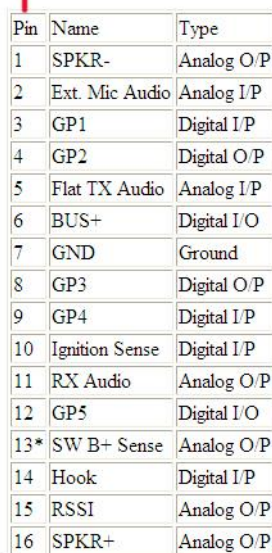 Pin Name Type
1 SPKR- Analog O/P
2 Ext. Mic Audio Analog I/P
3 GP1 Digital I/P
4 GP2 Digital O/P
5 Flat TX Audio Analog I/P
6 BUS+ Digital I/O
7 GND Ground
8 GP3 Digital O/P
9 GP4 Digital I/P
10 Ignition Sense Digital I/P
11 RX Audio Analog O/P
12 GP5 Digital I/O
13* SW B+ Sense Analog O/P
14 Hook Digital I/P
15 RSSI Analog O/P
16 SPKR+ Analog O/P